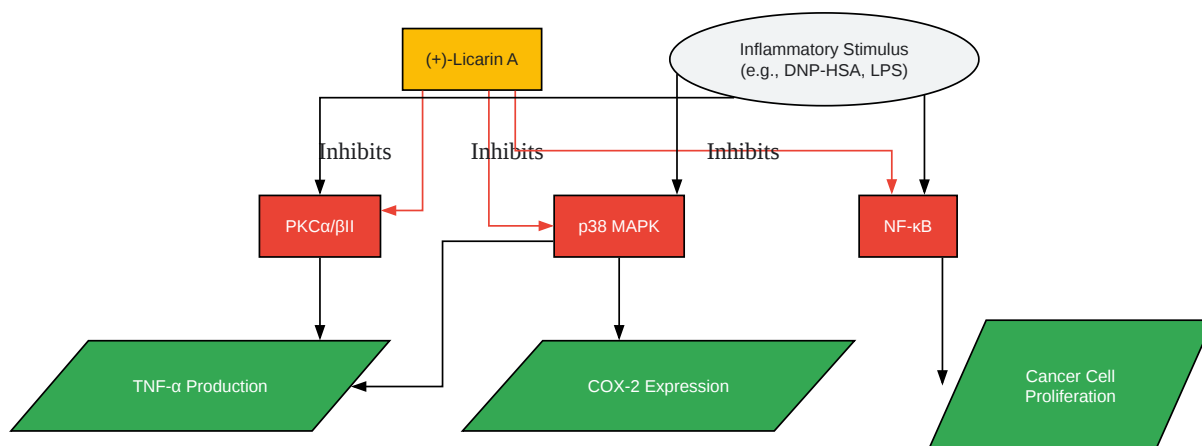 (+)-Licarin A
Inflammatory Stimulus
(e.g., DNP-HSA, LPS)
Inhibits
Inhibits
Inhibits
PKCα/βII
p38 MAPK
NF-κB
TNF-α Production
COX-2 Expression
Cancer Cell
Proliferation